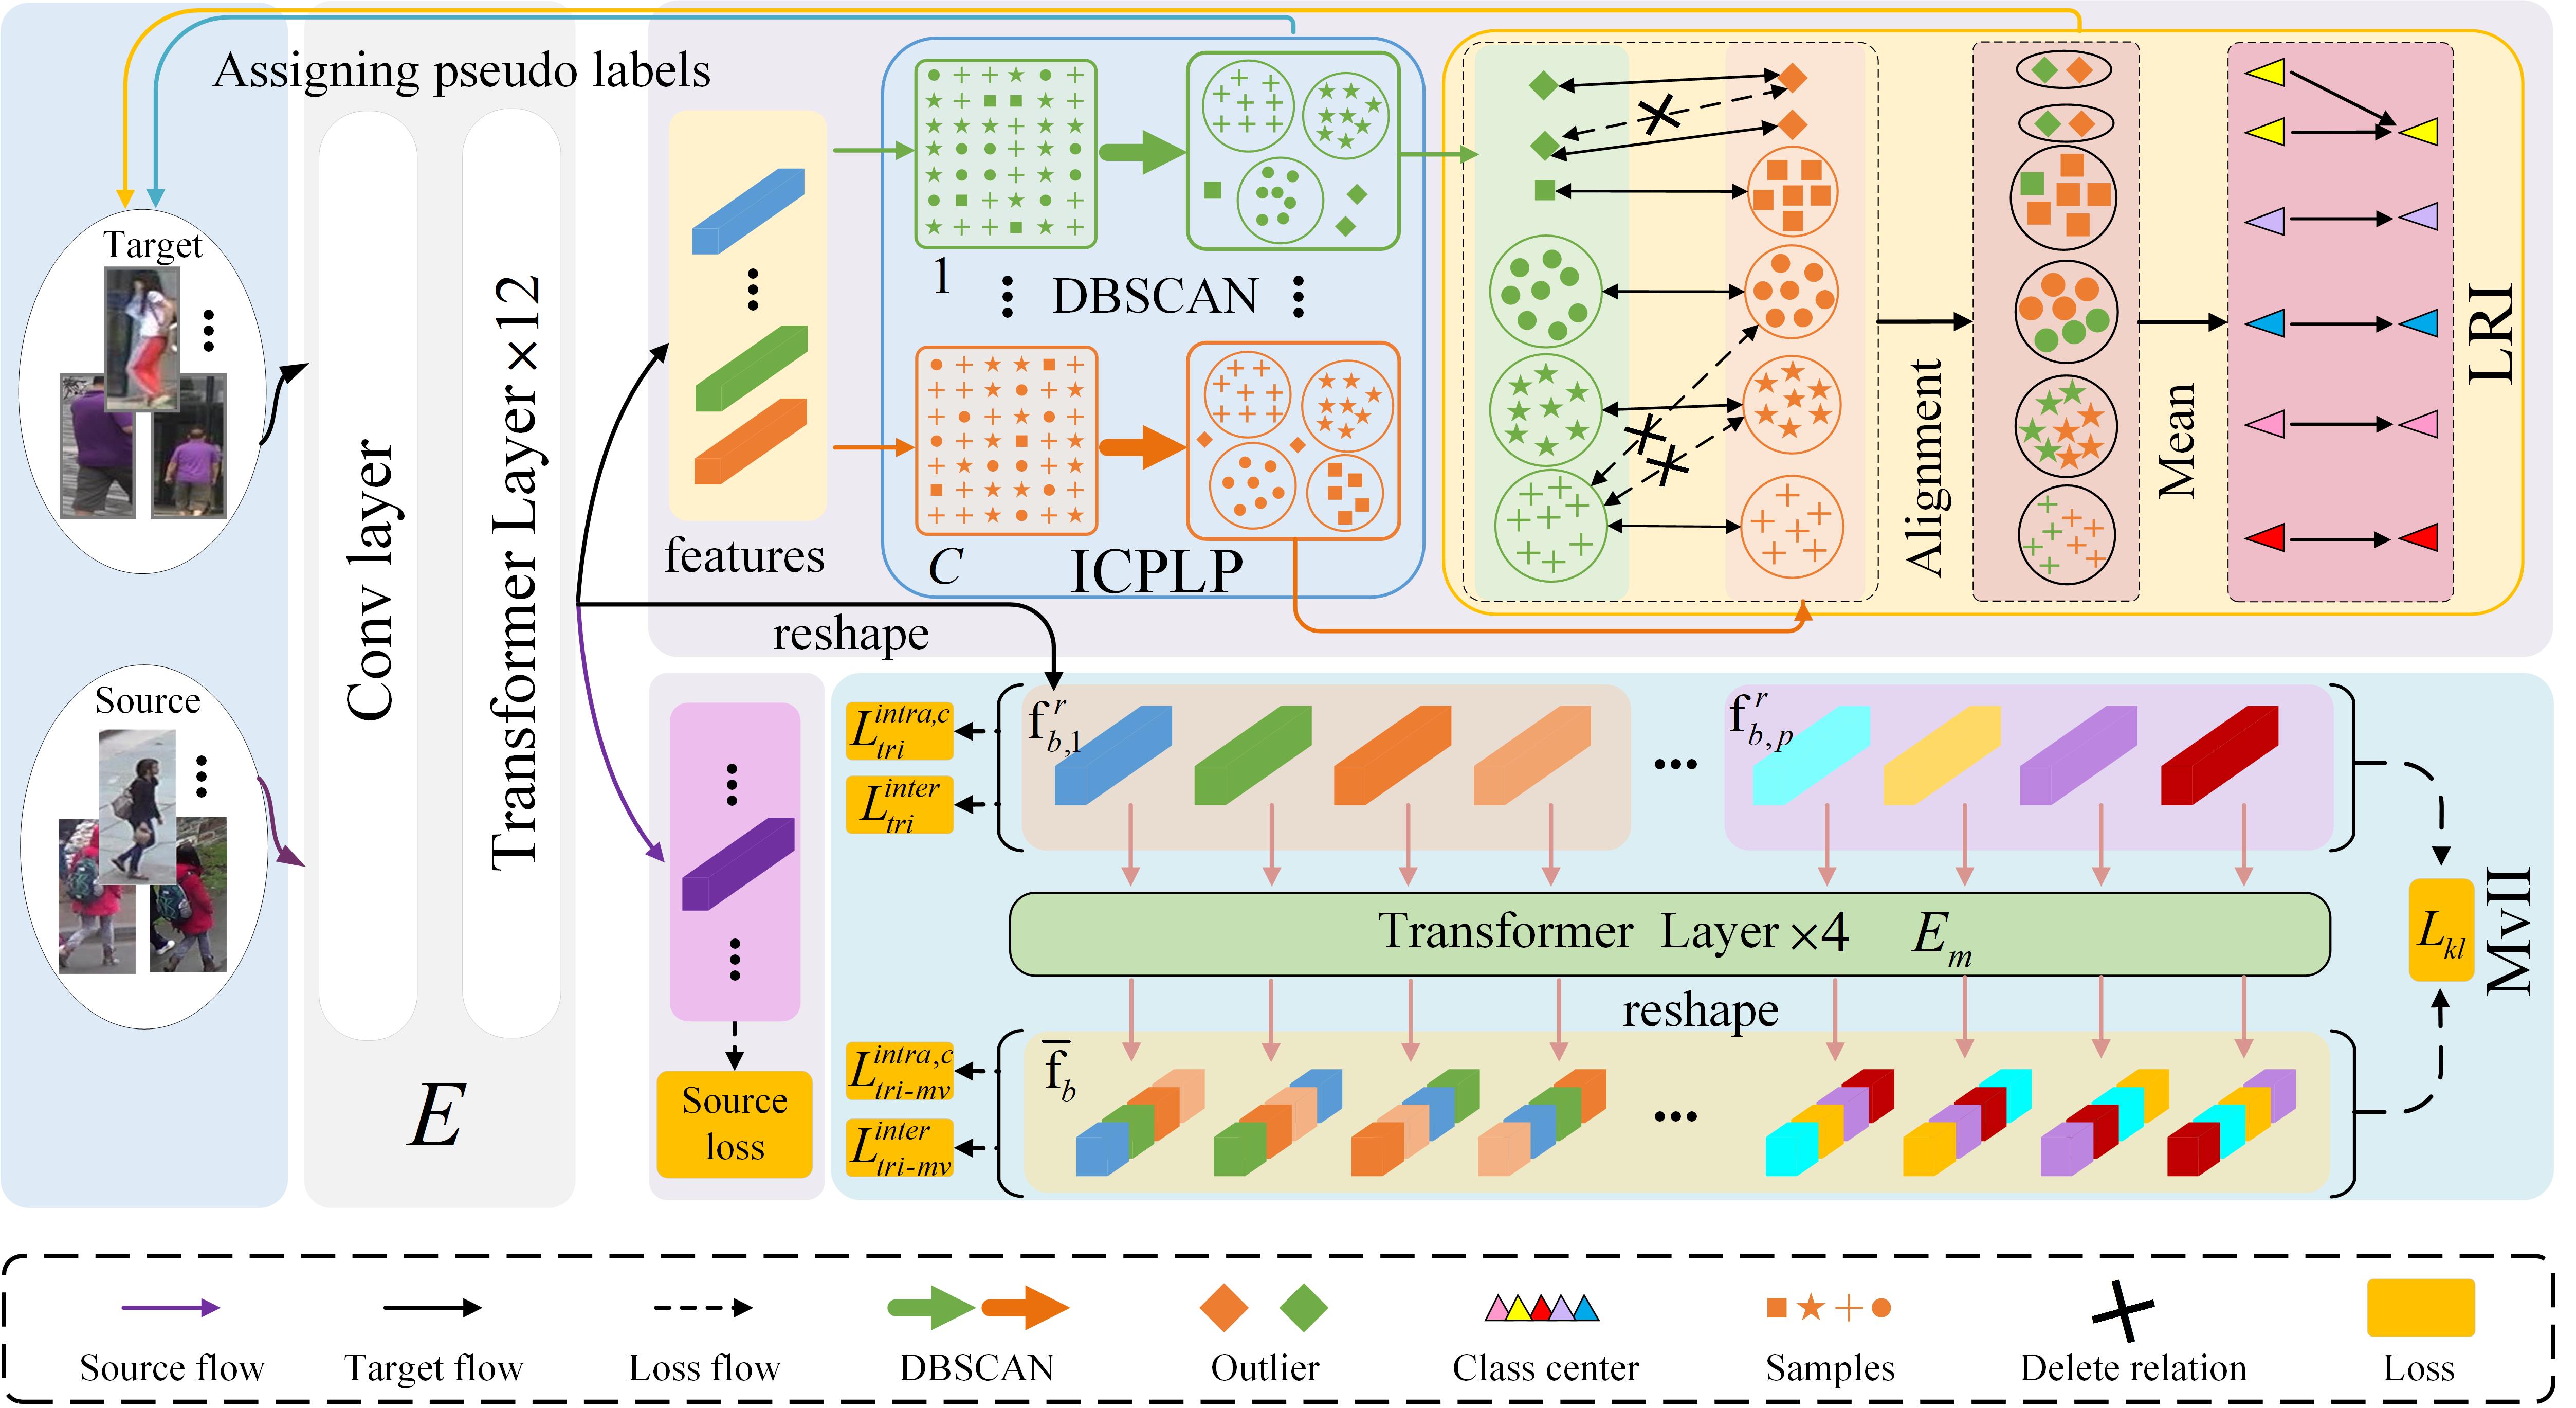 Assigning pseudo labels
Target
Source
Conv layer
Transformer Layer×12
E
features
1
DBSCAN
C
ICPLP
Alignment
Mean
LRI
reshape
L_{tri}^{intra,c}
L_{tri}^{inter}
f_{b,1}^{r}
f_{b,p}^{r}
Transformer Layer ×4 E_m
reshape
L_{kl}
MvII
Source
loss
L_{tri-mv}^{intra,c}
L_{tri-mv}^{inter}
f̅_b
Source flow
Target flow
Loss flow
DBSCAN
Outlier
Class center
Samples
Delete relation
Loss